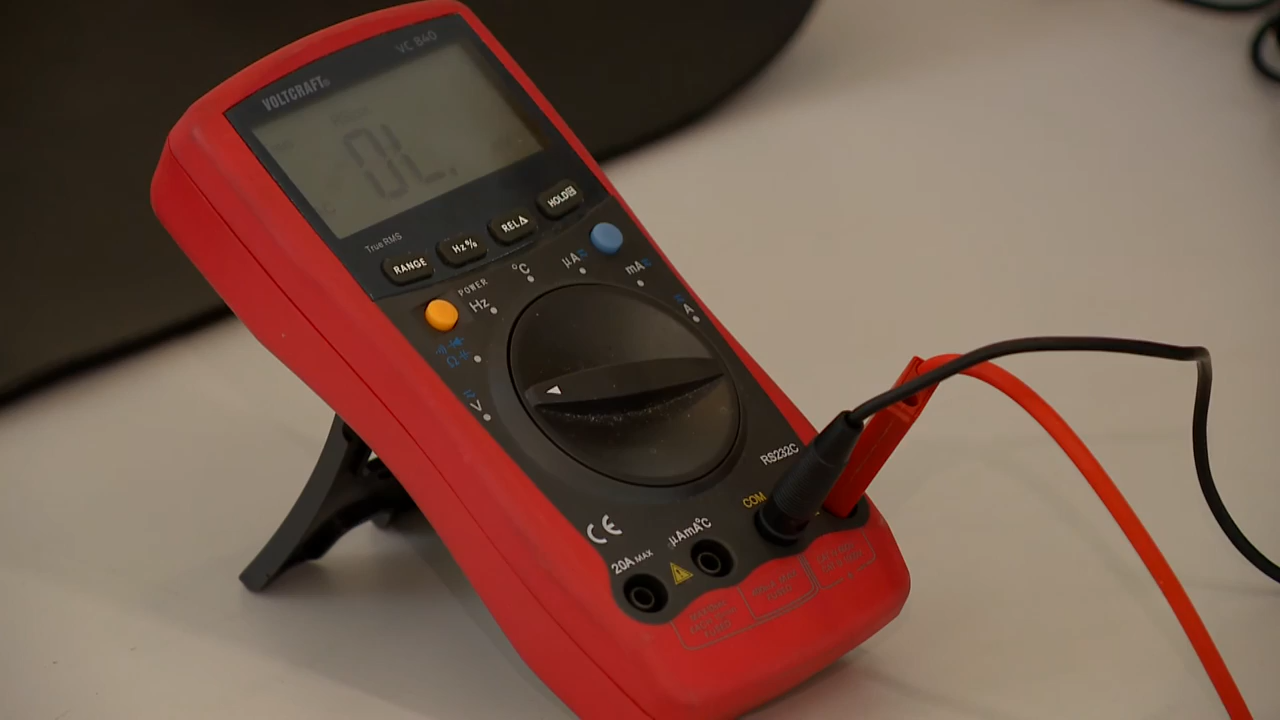 VC 840
VOLTCRAFT®
OL.
True RMS
RANGE
Hz%
REL△
HOLD
POWER
Hz
°C
µA
mA
A
Ω
V
RS232C
COM
CE
µAmA°C
20A MAX